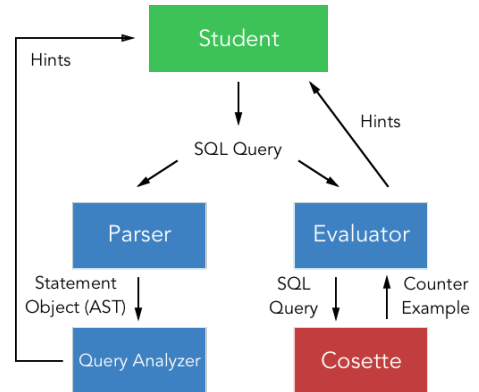 Student
Hints
Hints
SQL Query
Parser
Evaluator
Statement
Object (AST)
SQL
Query
Counter
Example
Query Analyzer
Cosette